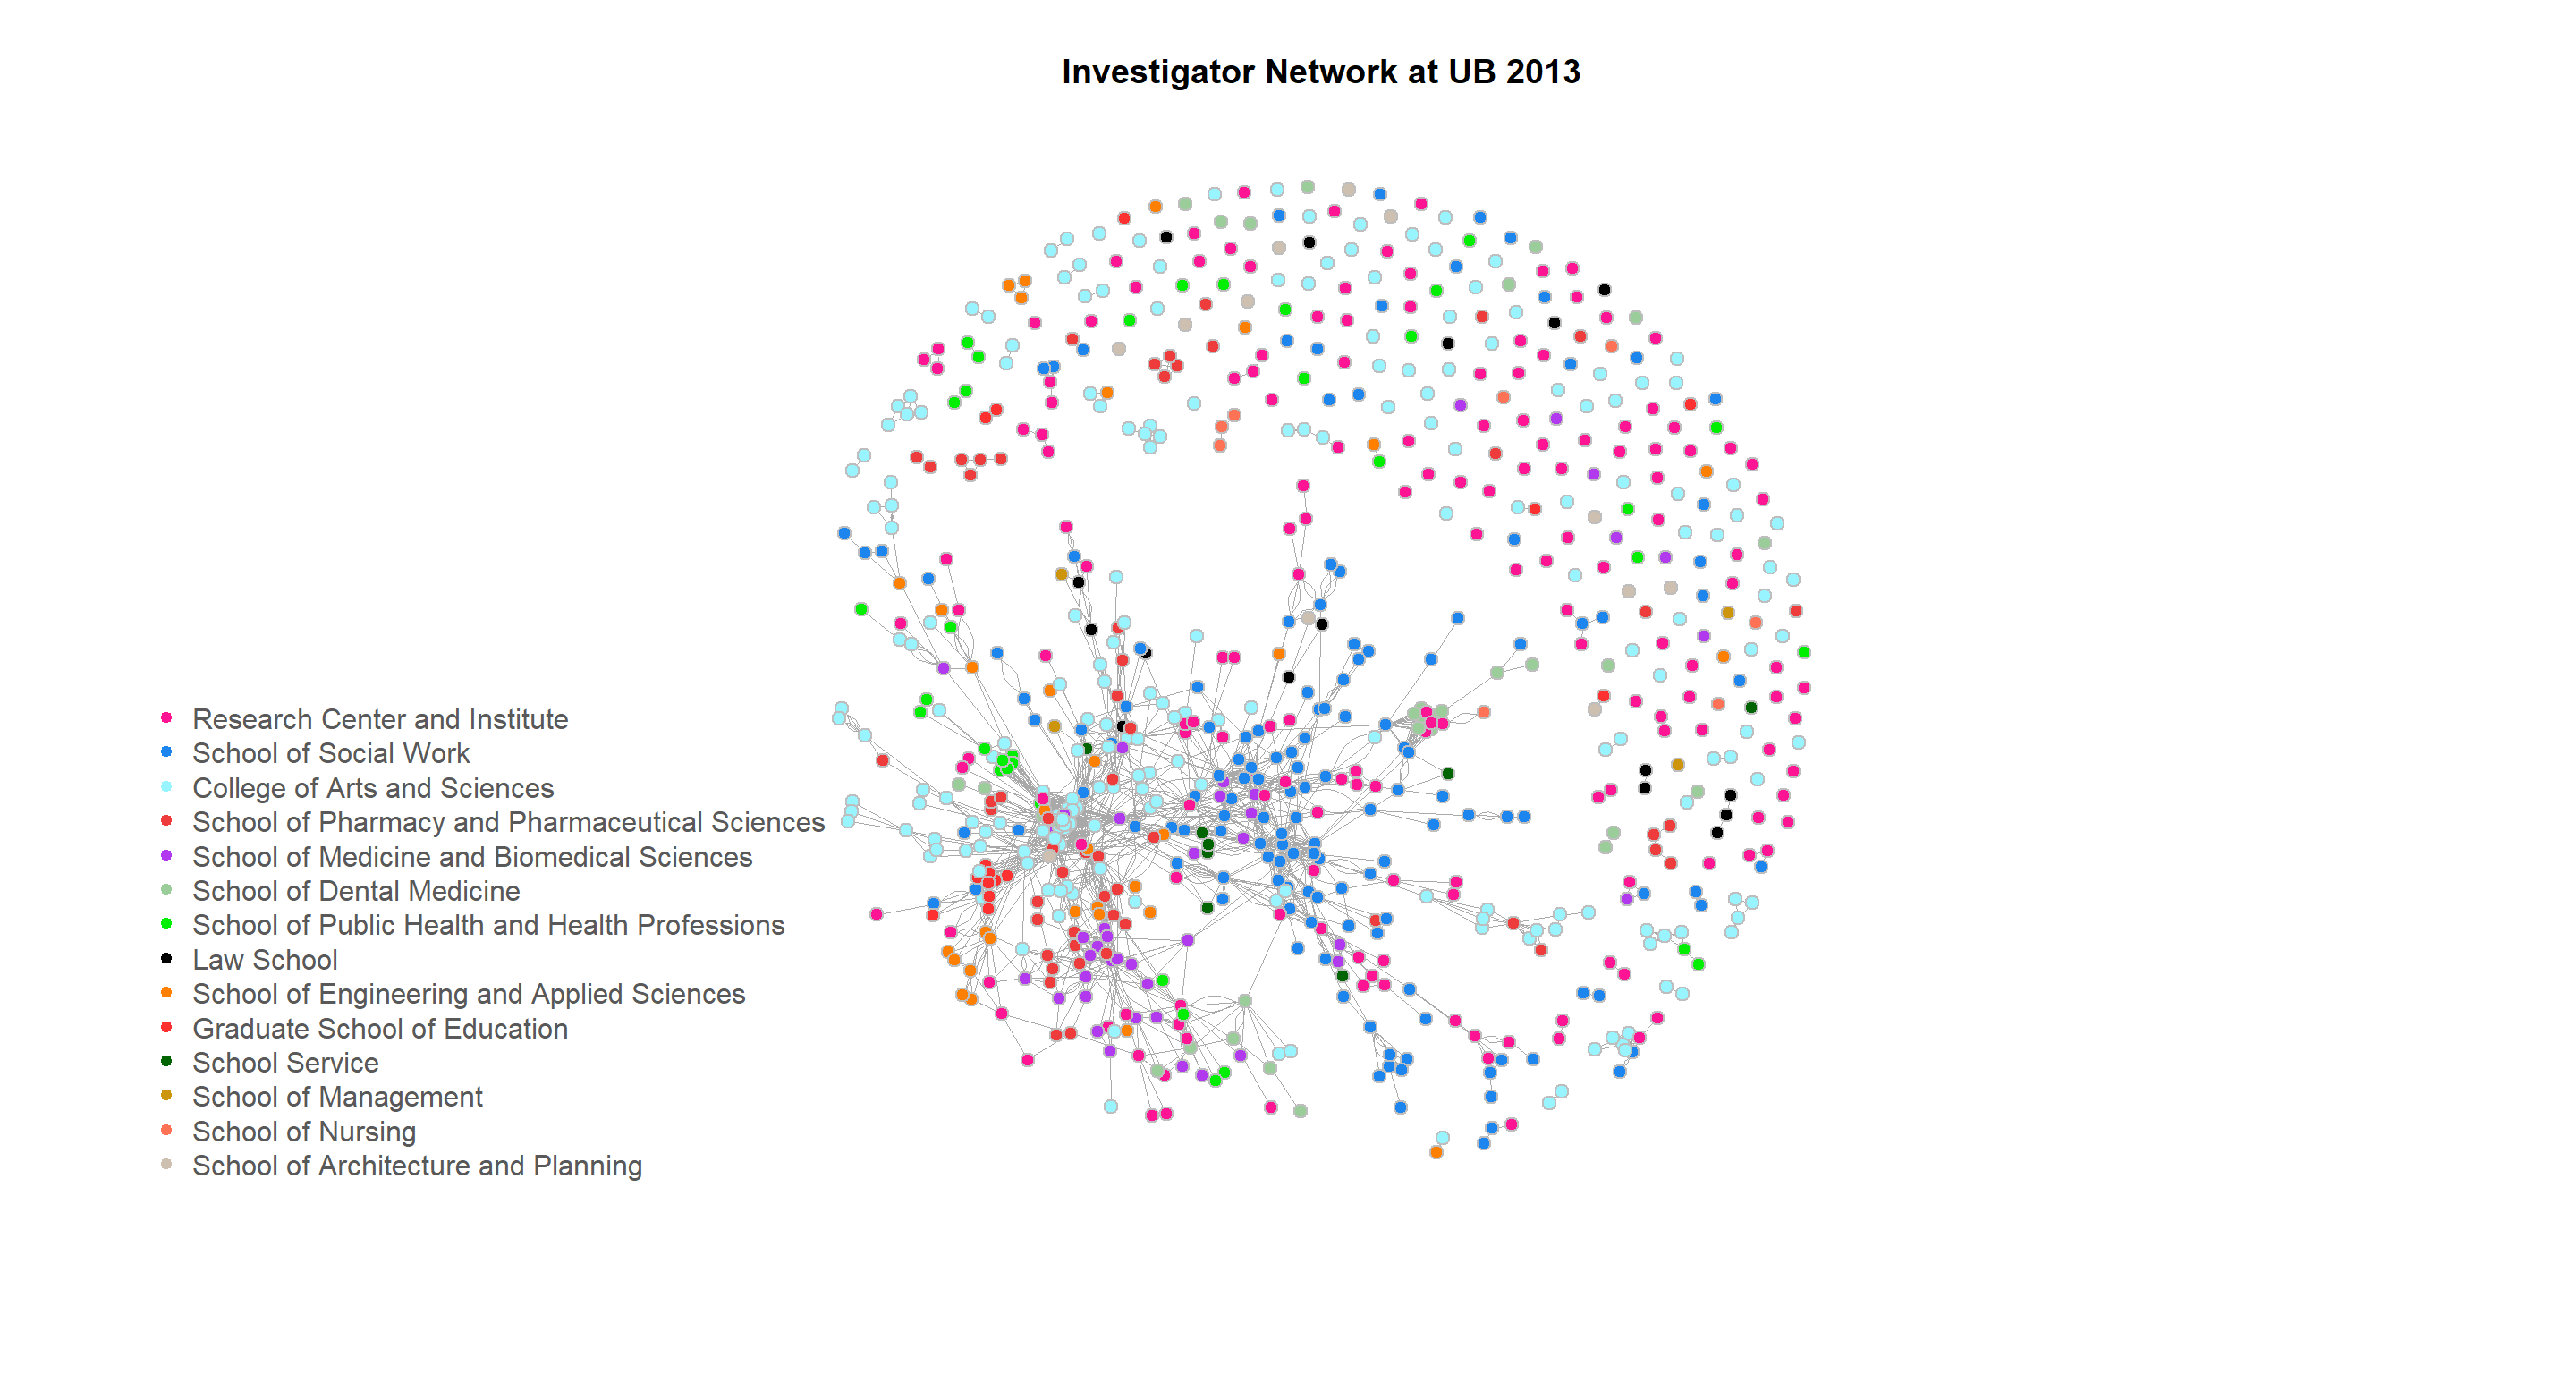 Investigator Network at UB 2013
Research Center and Institute
School of Social Work
College of Arts and Sciences
School of Pharmacy and Pharmaceutical Sciences
School of Medicine and Biomedical Sciences
School of Dental Medicine
School of Public Health and Health Professions
Law School
School of Engineering and Applied Sciences
Graduate School of Education
School Service
School of Management
School of Nursing
School of Architecture and Planning